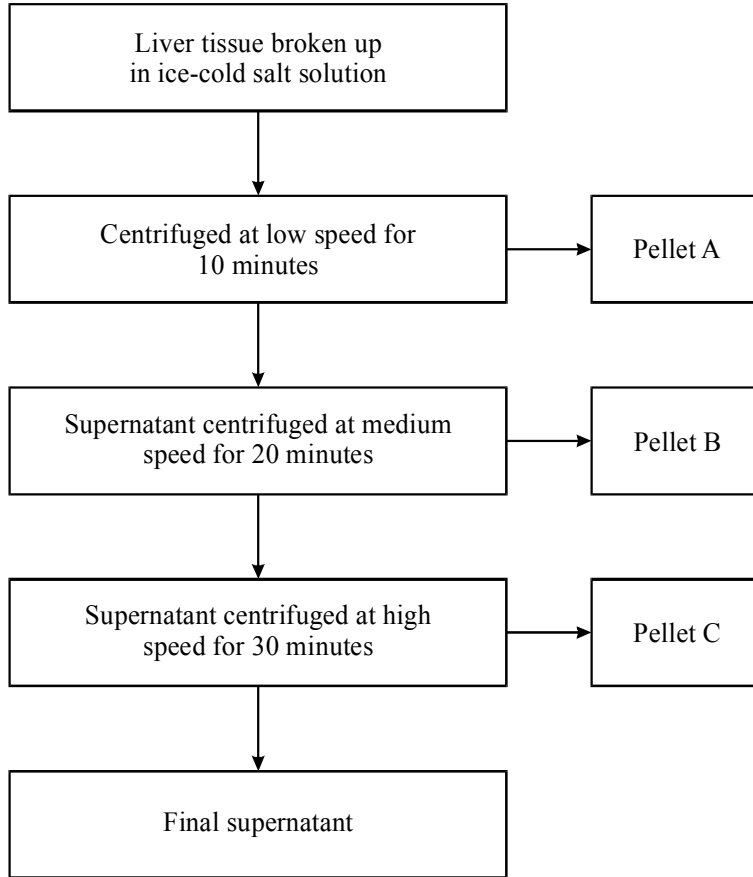 Liver tissue broken up
in ice-cold salt solution
Centrifuged at low speed for
10 minutes
Pellet A
Supernatant centrifuged at medium
speed for 20 minutes
Pellet B
Supernatant centrifuged at high
speed for 30 minutes
Pellet C
Final supernatant